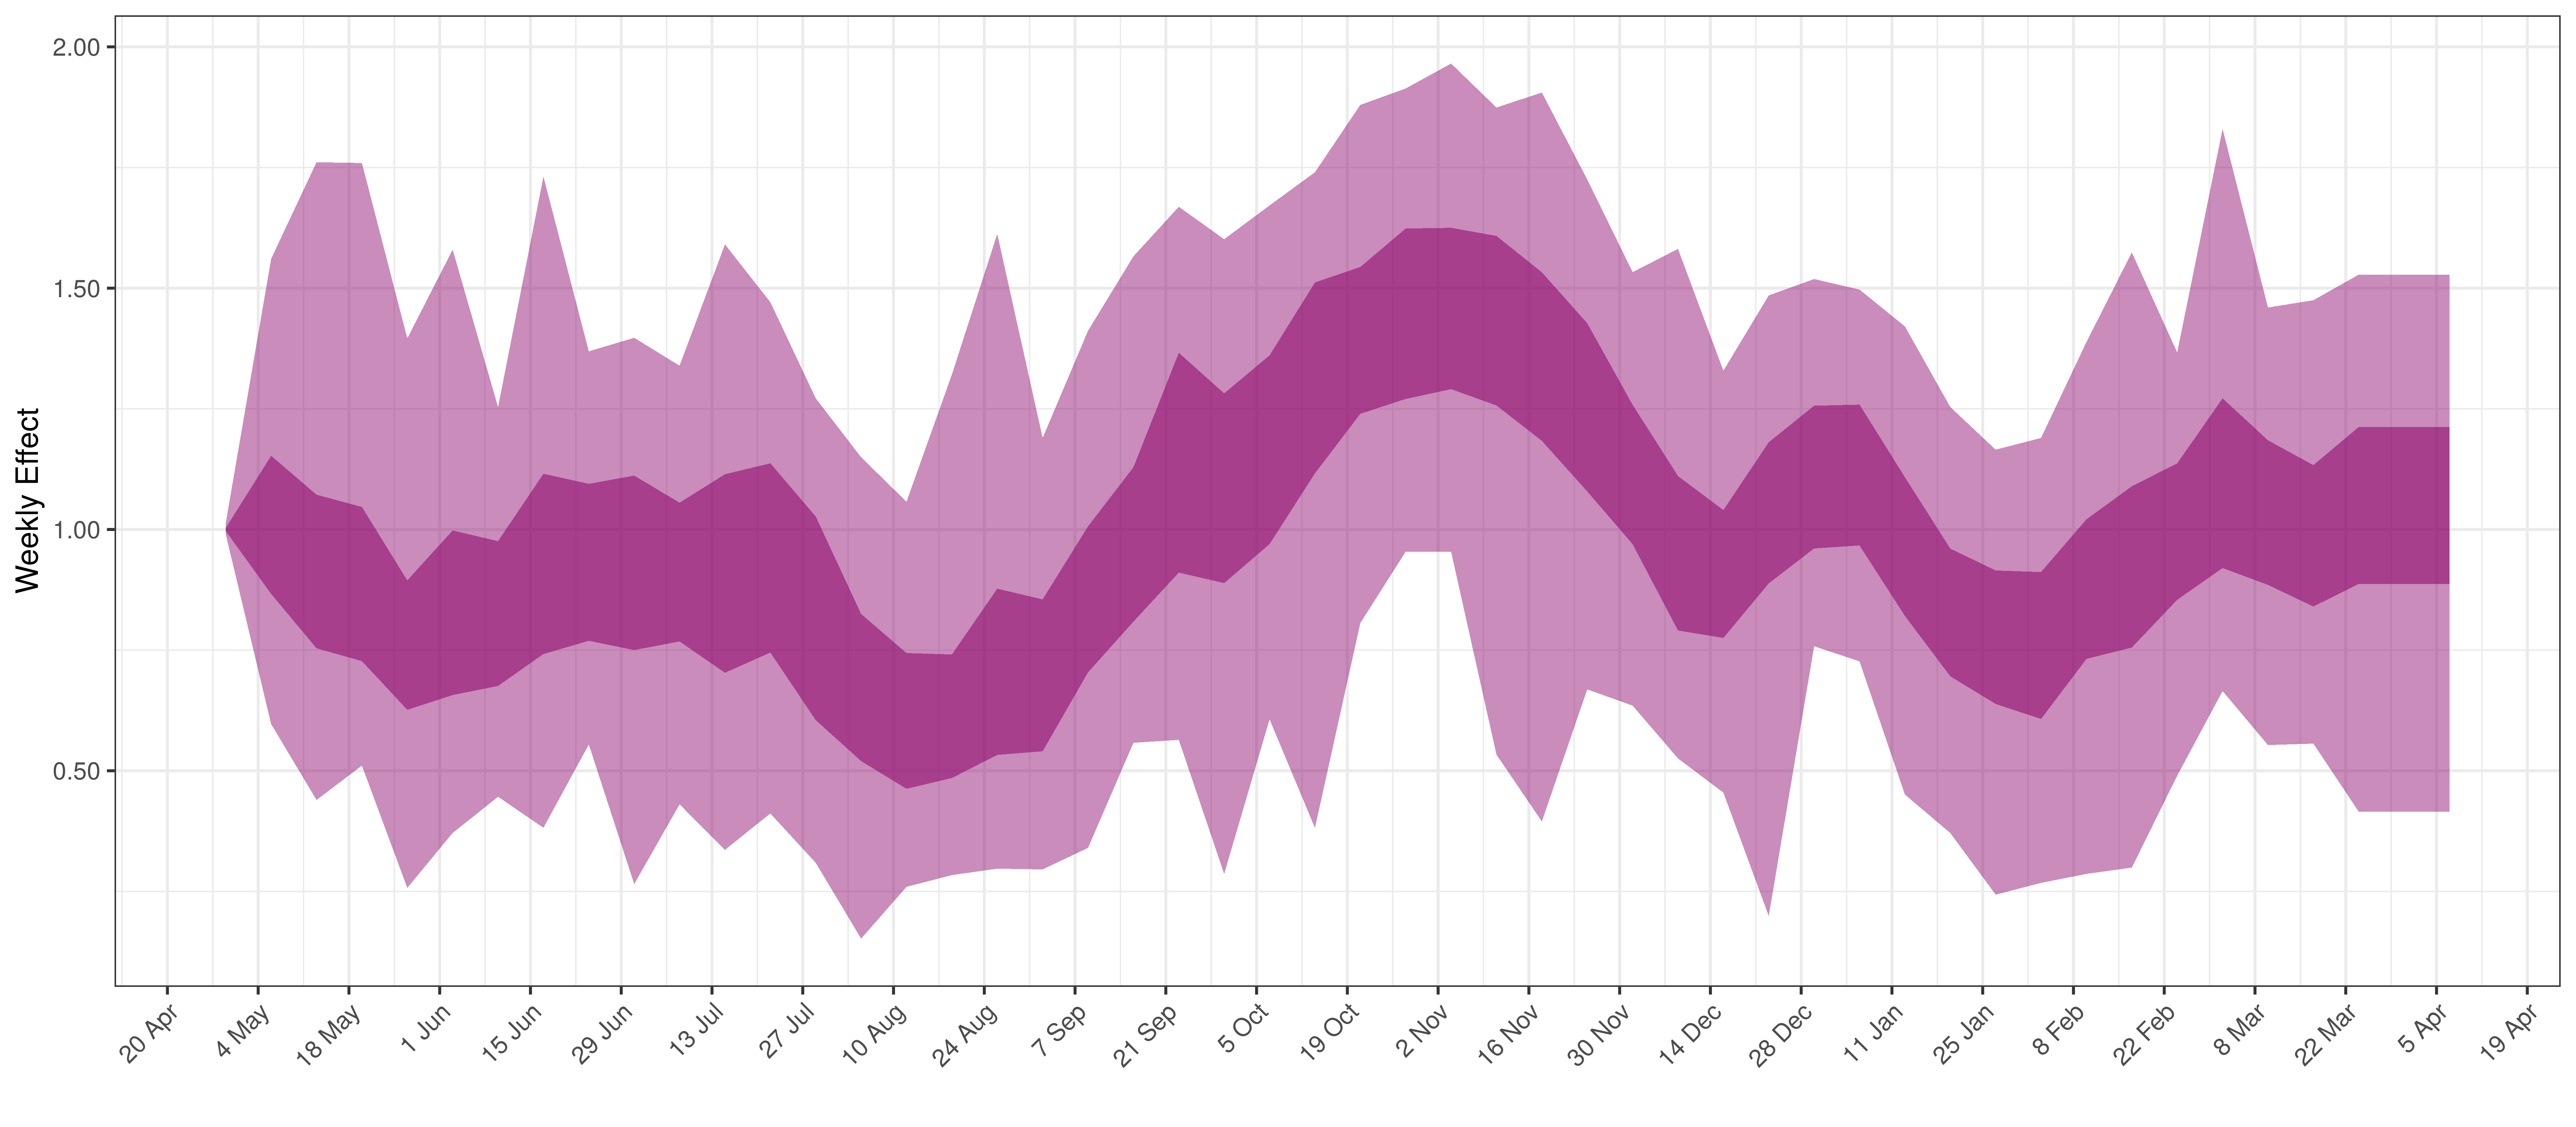 Weekly Effect
2.00
1.50
1.00
0.50
20 Apr
4 May
18 May
1 Jun
15 Jun
29 Jun
13 Jul
27 Jul
10 Aug
24 Aug
7 Sep
21 Sep
5 Oct
19 Oct
2 Nov
16 Nov
30 Nov
14 Dec
28 Dec
11 Jan
25 Jan
8 Feb
22 Feb
8 Mar
22 Mar
5 Apr
19 Apr